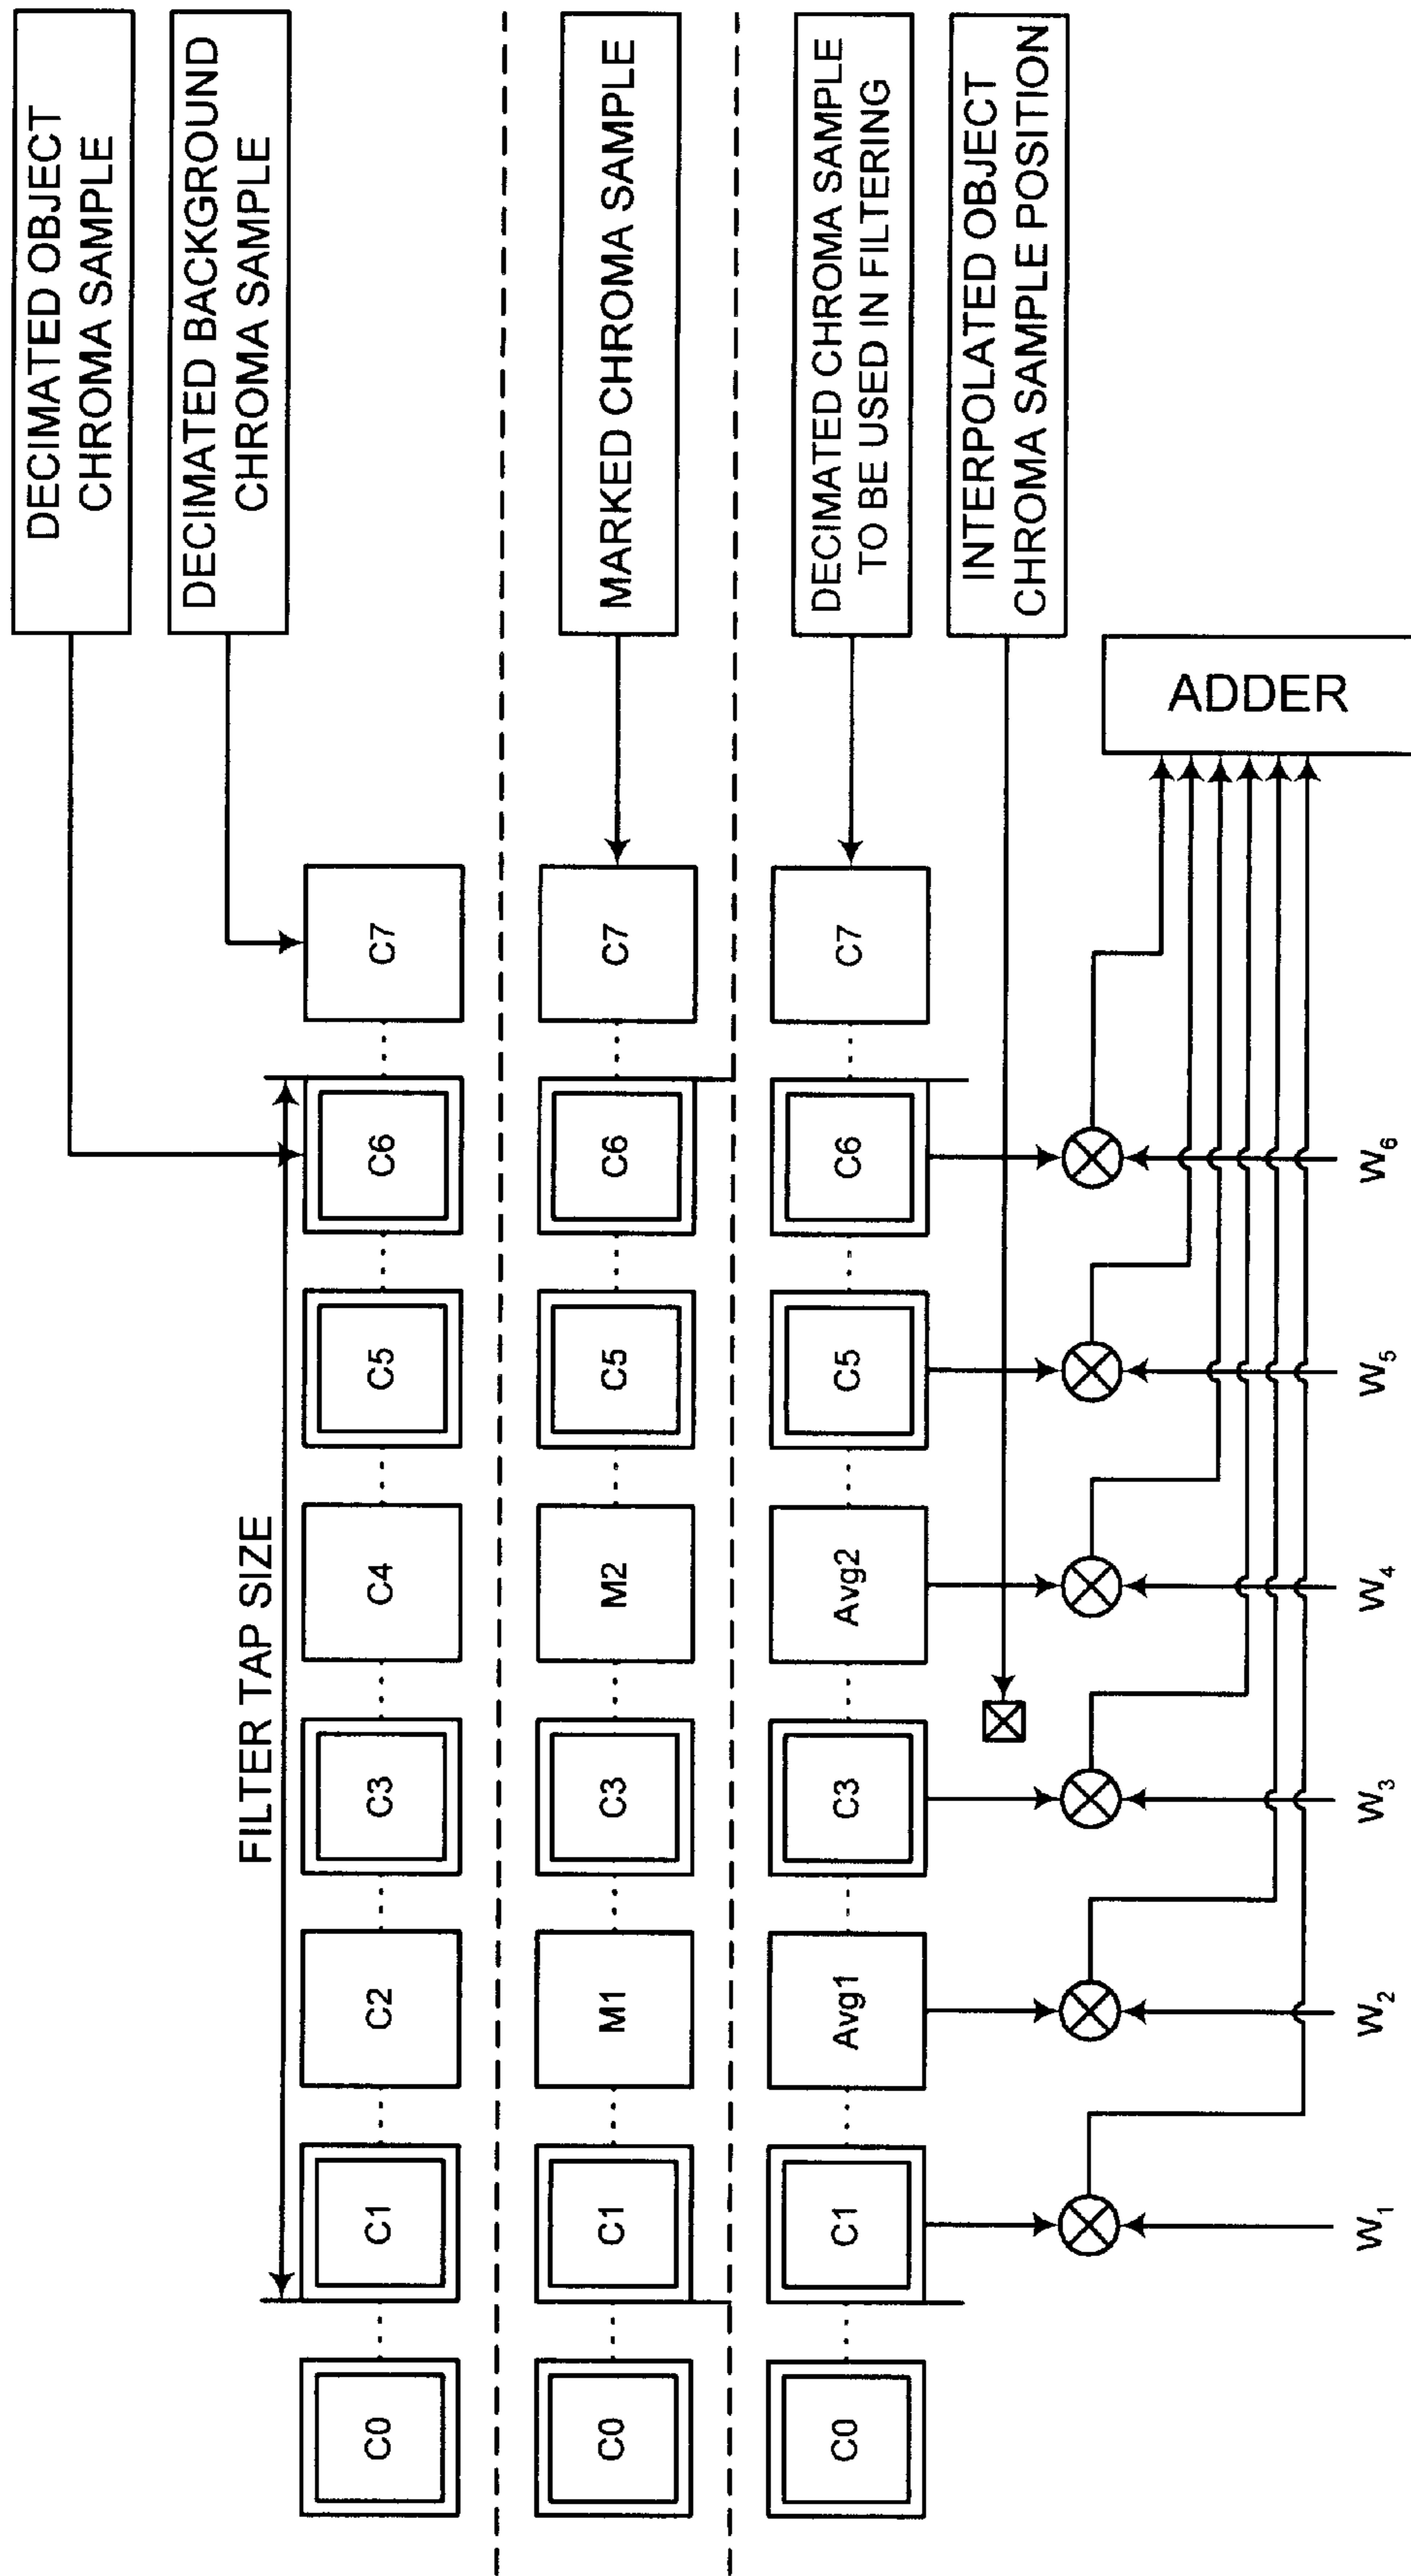 DECIMATED OBJECT
CHROMA SAMPLE
DECIMATED BACKGROUND
CHROMA SAMPLE
MARKED CHROMA SAMPLE
DECIMATED CHROMA SAMPLE
TO BE USED IN FILTERING
INTERPOLATED OBJECT
CHROMA SAMPLE POSITION
FILTER TAP SIZE
C0 C1 C2 C3 C4 C5 C6 C7
C0 C1 M1 C3 M2 C5 C6 C7
C0 C1 Avg1 C3 Avg2 C5 C6 C7
ADDER
W1 W2 W3 W4 W5 W6